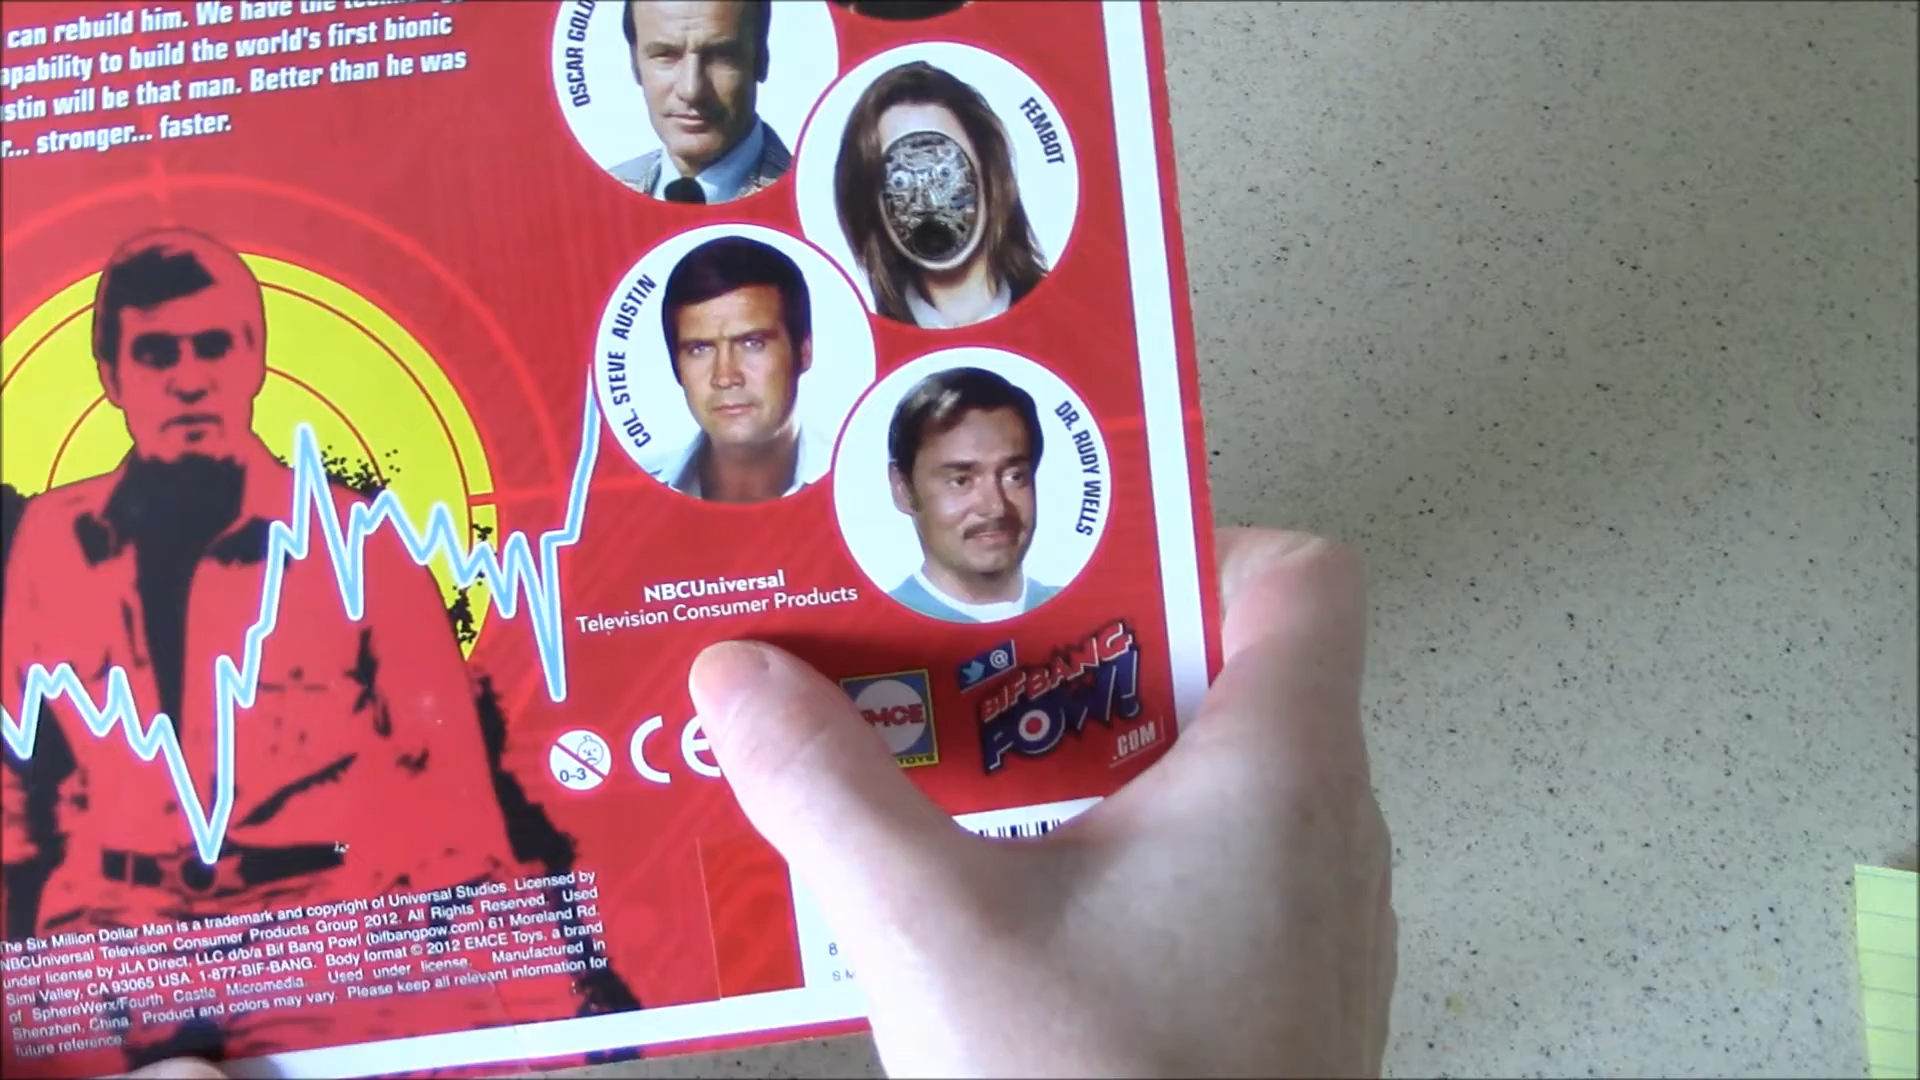 can rebuild him. We have the
apability to build the world's first bionic
stin will be that man. Better than he was
r... stronger... faster.
OSCAR GOLD
FEMBOT
COL. STEVE AUSTIN
DR. RUDY WELLS
NBCUniversal
Television Consumer Products
@
BIF BANG
POW!
.COM
EMCE
TOYS
0-3
CE
The Six Million Dollar Man is a trademark and copyright of Universal Studios. Licensed by
NBCUniversal Television Consumer Products Group 2012. All Rights Reserved. Used
under license by JLA Direct, LLC d/b/a Bif Bang Pow! (bifbangpow.com) 61 Moreland Rd.
Simi Valley, CA 93065 USA. 1-877-BIF-BANG. Body format © 2012 EMCE Toys, a brand
of SphereWerx/Fourth Castle Micromedia. Used under license. Manufactured in
Shenzhen, China. Product and colors may vary. Please keep all relevant information for
future reference.
8
S M